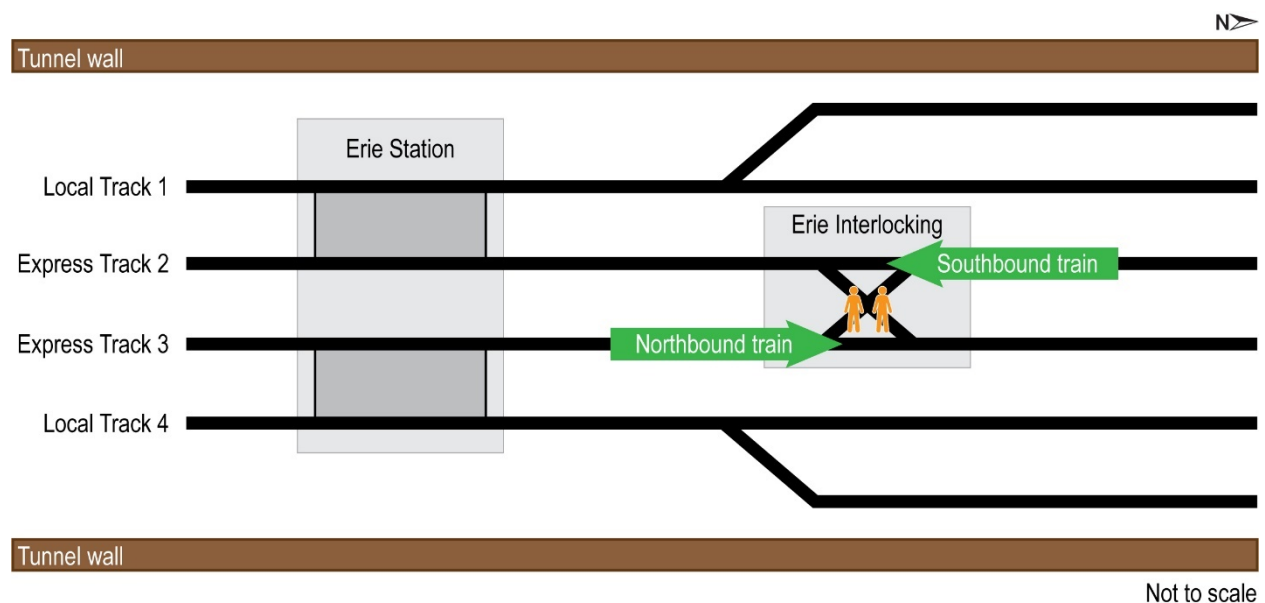 N
Tunnel wall
Erie Station
Local Track 1
Erie Interlocking
Express Track 2
Southbound train
Express Track 3
Northbound train
Local Track 4
Tunnel wall
Not to scale